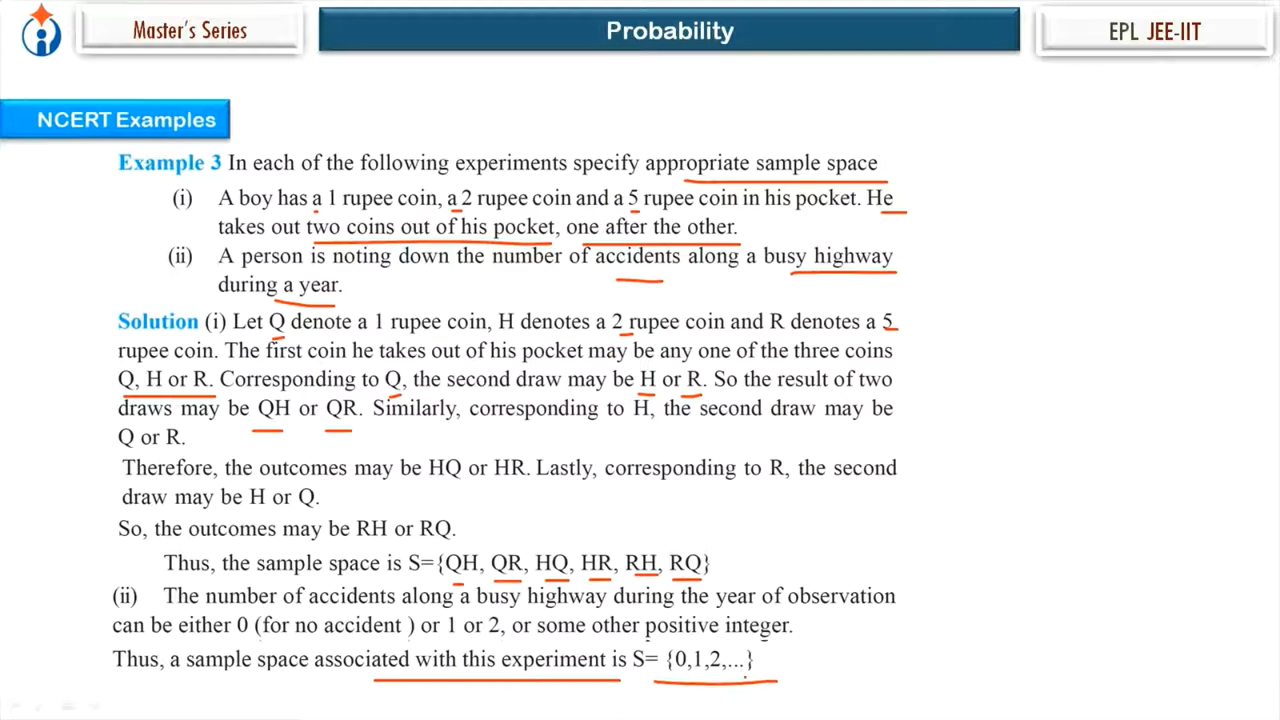 Master's Series
Probability
EPL JEE-IIT
NCERT Examples
Example 3 In each of the following experiments specify appropriate sample space
(i) A boy has a 1 rupee coin, a 2 rupee coin and a 5 rupee coin in his pocket. He
takes out two coins out of his pocket, one after the other.
(ii) A person is noting down the number of accidents along a busy highway
during a year.
Solution (i) Let Q denote a 1 rupee coin, H denotes a 2 rupee coin and R denotes a 5
rupee coin. The first coin he takes out of his pocket may be any one of the three coins
Q, H or R. Corresponding to Q, the second draw may be H or R. So the result of two
draws may be QH or QR. Similarly, corresponding to H, the second draw may be
Q or R.
Therefore, the outcomes may be HQ or HR. Lastly, corresponding to R, the second
draw may be H or Q.
So, the outcomes may be RH or RQ.
Thus, the sample space is S={QH, QR, HQ, HR, RH, RQ}
(ii) The number of accidents along a busy highway during the year of observation
can be either 0 (for no accident ) or 1 or 2, or some other positive integer.
Thus, a sample space associated with this experiment is S= {0,1,2,...}